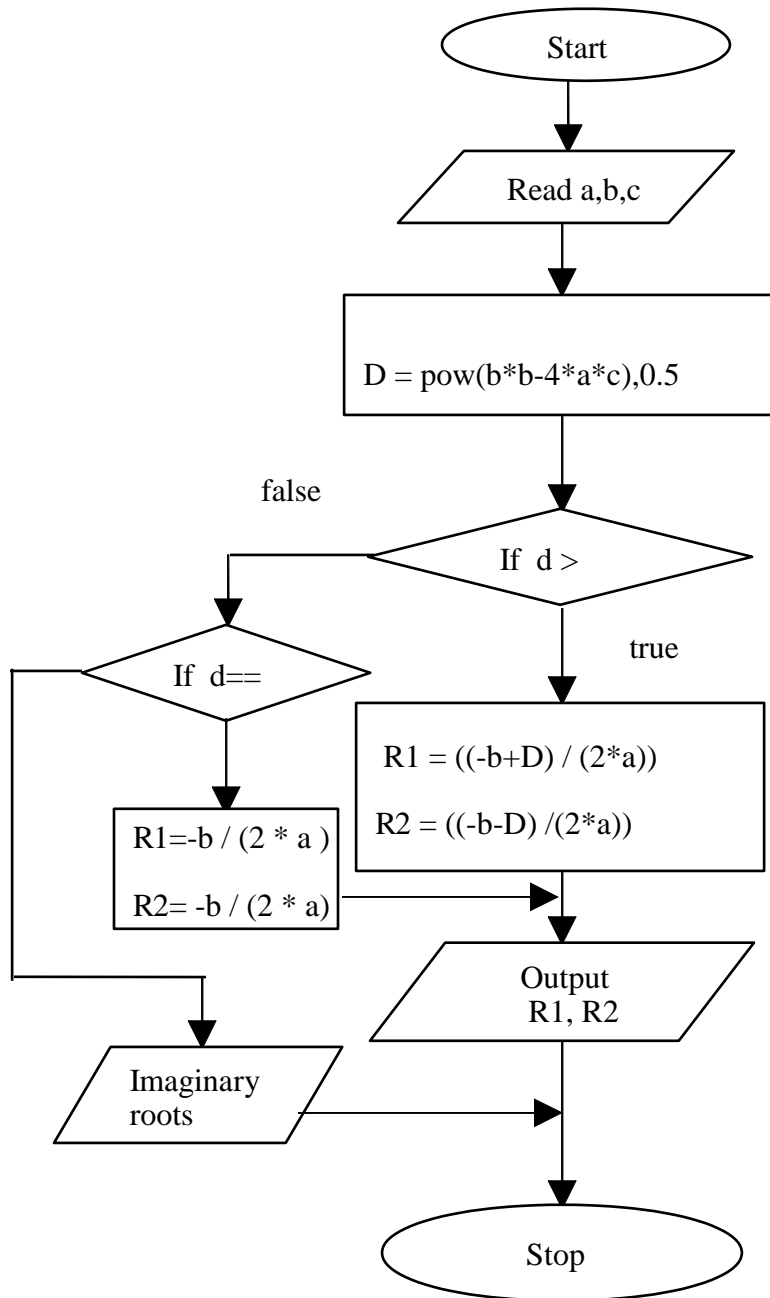 Start
Read a,b,c
D = pow(b*b-4*a*c),0.5
false
If d >
true
If d==
R1 = ((-b+D) / (2*a))
R2 = ((-b-D) /(2*a))
R1=-b / (2 * a )
R2= -b / (2 * a)
Output
R1, R2
Imaginary
roots
Stop